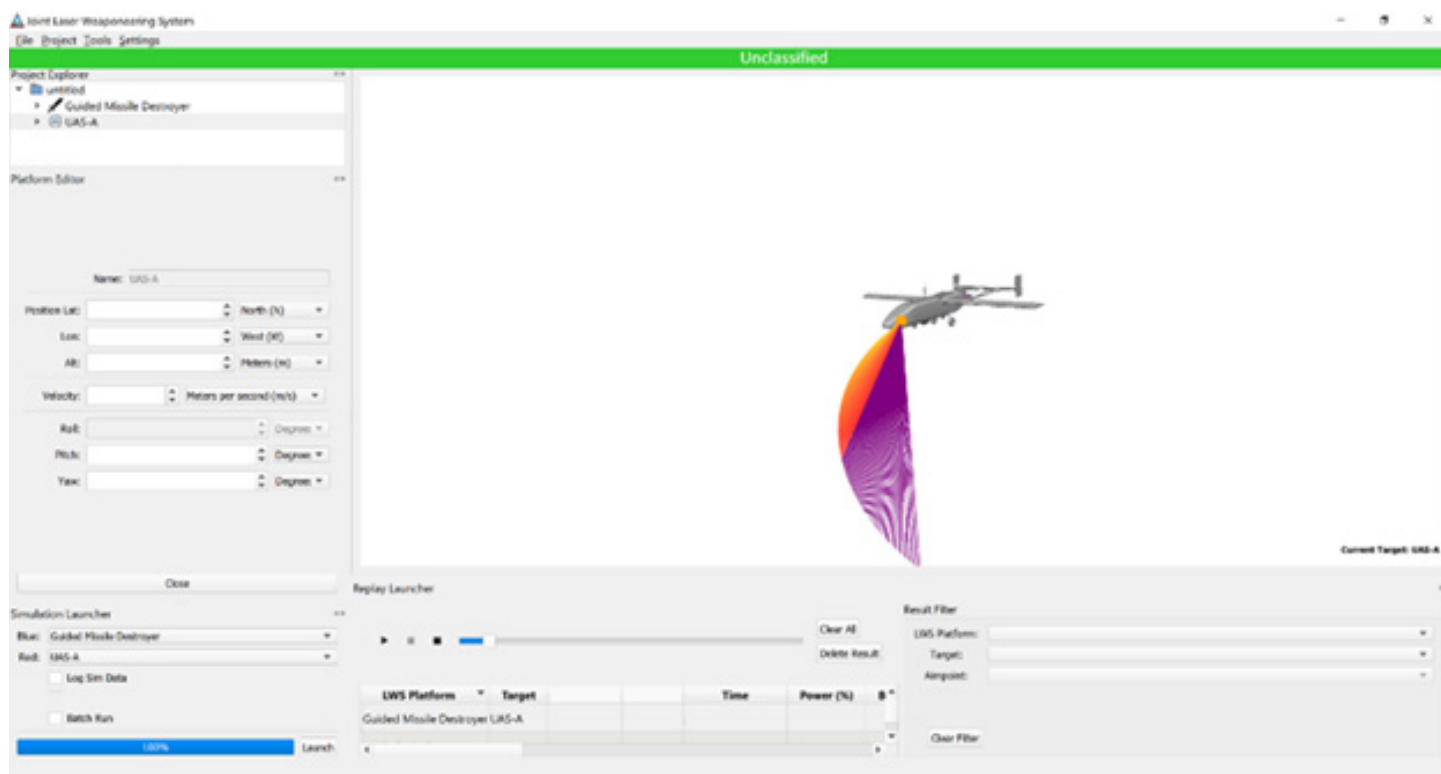 Joint Laser Weaponeering System
File Project Tools Settings
Unclassified
Project Explorer
untitled
Guided Missile Destroyer
UAS-A
Platform Editor
Name: UAS-A
Position Lat: North (N)
Lon: West (W)
Alt: Meters (m)
Velocity: Meters per second (m/s)
Roll: Degrees
Pitch: Degrees
Yaw: Degrees
Close
Current Target: UAS-A
Simulation Launcher
Blue: Guided Missile Destroyer
Red: UAS-A
Log Sim Data
Batch Run
100% Launch
Replay Launcher
Clear All
Delete Result
LWS Platform Target Time Power (%) B
Guided Missile Destroyer UAS-A
Result Filter
LWS Platform:
Target:
Aimpoint:
Clear Filter